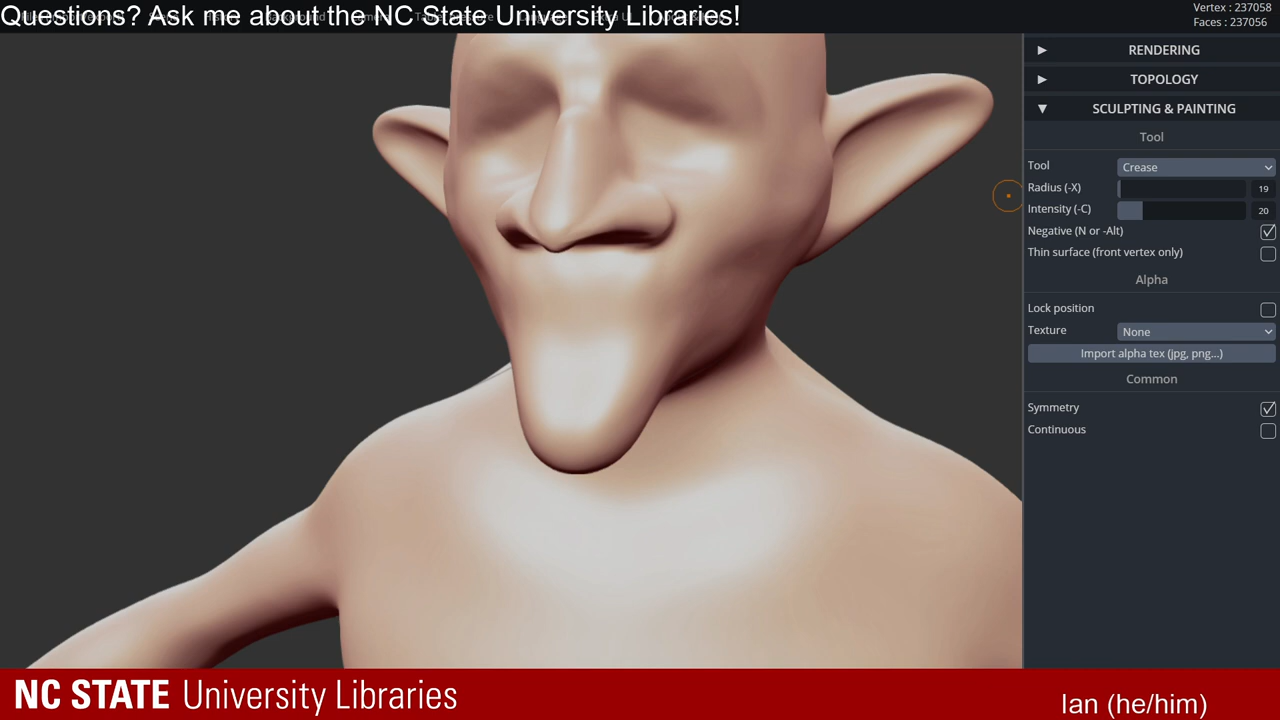 Questions? Ask me about the NC State University Libraries!
Vertex : 237058
Faces : 237056
▶ RENDERING
▶ TOPOLOGY
▼ SCULPTING & PAINTING
Tool
Tool Crease
Radius (-X) 19
Intensity (-C) 20
Negative (N or -Alt)
Thin surface (front vertex only)
Alpha
Lock position
Texture None
Import alpha tex (jpg, png...)
Common
Symmetry
Continuous
NC STATE University Libraries
Ian (he/him)